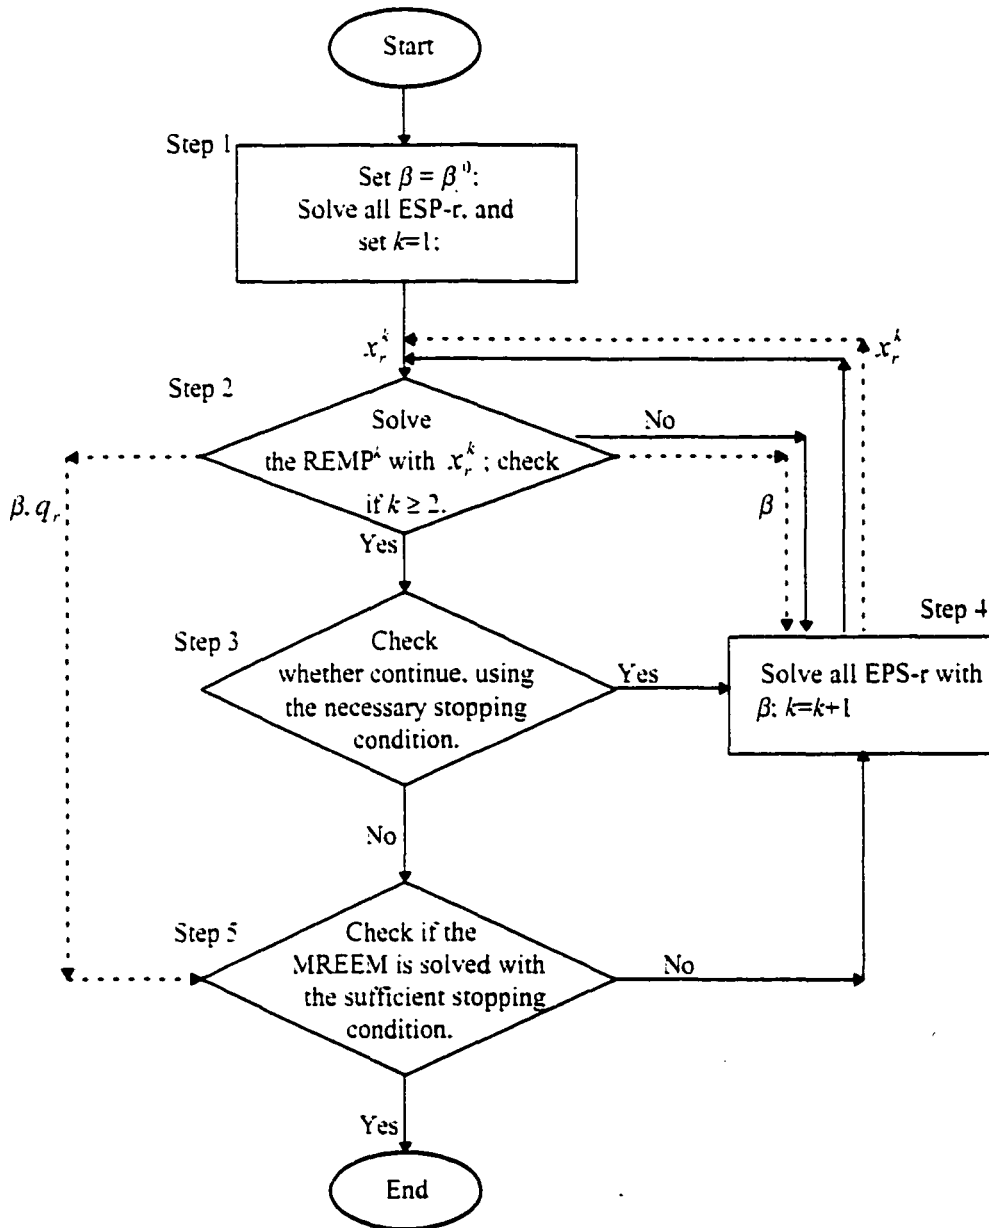 Start
Step 1
Set β = β⁰:
Solve all ESP-r, and
set k=1:
x_r^k
x_r^k
Step 2
Solve
the REMP^k with x_r^k ; check
if k ≥ 2.
No
β
β, q_r
Yes
Step 3
Check
whether continue, using
the necessary stopping
condition.
Yes
Step 4
Solve all EPS-r with
β; k=k+1
No
Step 5
Check if the
MREEM is solved with
the sufficient stopping
condition.
No
Yes
End